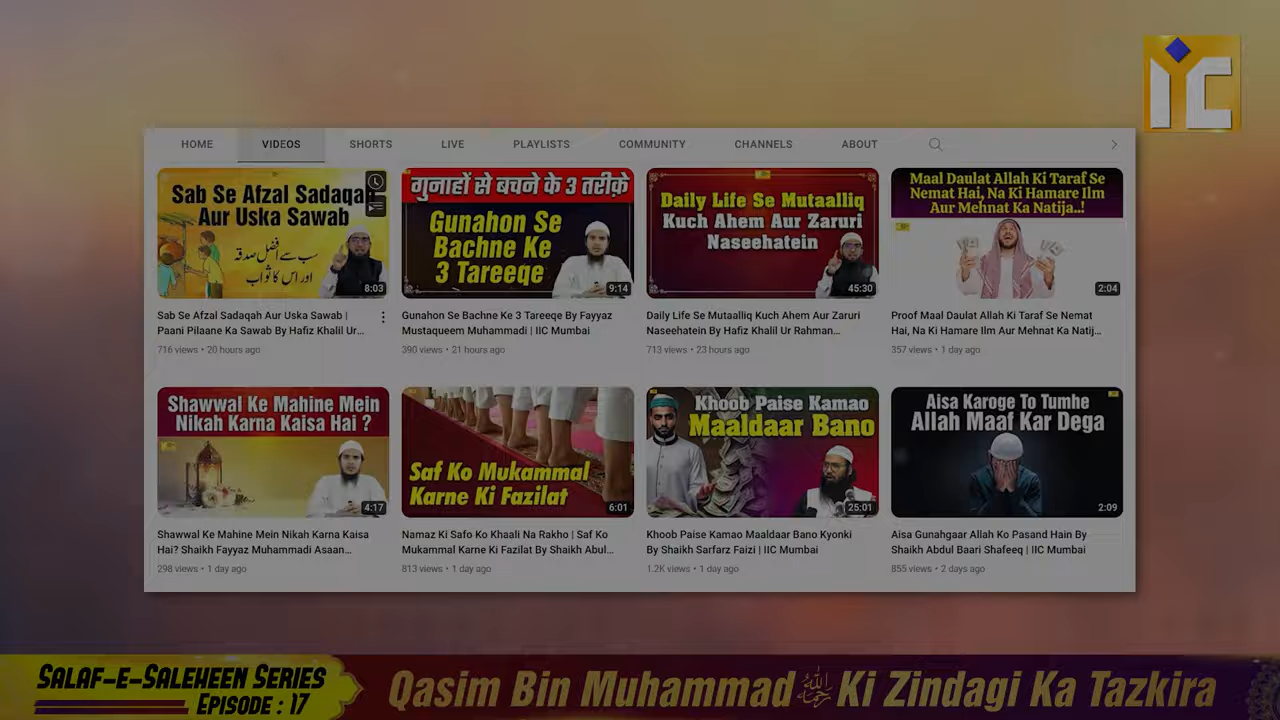 IIC
HOME VIDEOS SHORTS LIVE PLAYLISTS COMMUNITY CHANNELS ABOUT
Sab Se Afzal Sadaqah
Aur Uska Sawab
سب سے افضل صدقہ
اور اس کا ثواب
8:03
Sab Se Afzal Sadaqah Aur Uska Sawab |
Paani Pilaane Ka Sawab By Hafiz Khalil Ur...
716 views • 20 hours ago
गुनाहों से बचने के 3 तरीक़े
Gunahon Se
Bachne Ke
3 Tareeqe
9:14
Gunahon Se Bachne Ke 3 Tareeqe By Fayyaz
Mustaqueem Muhammadi | IIC Mumbai
390 views • 21 hours ago
Daily Life Se Mutaalliq
Kuch Ahem Aur Zaruri
Naseehatein
45:30
Daily Life Se Mutaalliq Kuch Ahem Aur Zaruri
Naseehatein By Hafiz Khalil Ur Rahman...
713 views • 23 hours ago
Maal Daulat Allah Ki Taraf Se
Nemat Hai, Na Ki Hamare Ilm
Aur Mehnat Ka Natija..!
2:04
Proof Maal Daulat Allah Ki Taraf Se Nemat
Hai, Na Ki Hamare Ilm Aur Mehnat Ka Natij...
357 views • 1 day ago
Shawwal Ke Mahine Mein
Nikah Karna Kaisa Hai ?
4:17
Shawwal Ke Mahine Mein Nikah Karna Kaisa
Hai? Shaikh Fayyaz Muhammadi Asaan...
298 views • 1 day ago
Saf Ko Mukammal
Karne Ki Fazilat
6:01
Namaz Ki Safo Ko Khaali Na Rakho | Saf Ko
Mukammal Karne Ki Fazilat By Shaikh Abul...
813 views • 1 day ago
Khoob Paise Kamao
Maaldaar Bano
25:01
Khoob Paise Kamao Maaldaar Bano Kyonki
By Shaikh Sarfarz Faizi | IIC Mumbai
1.2K views • 1 day ago
Aisa Karoge To Tumhe
Allah Maaf Kar Dega
2:09
Aisa Gunahgaar Allah Ko Pasand Hain By
Shaikh Abdul Baari Shafeeq | IIC Mumbai
855 views • 2 days ago
Salaf-e-Saleheen Series
Episode : 17
Qasim Bin Muhammad رحمه الله Ki Zindagi Ka Tazkira